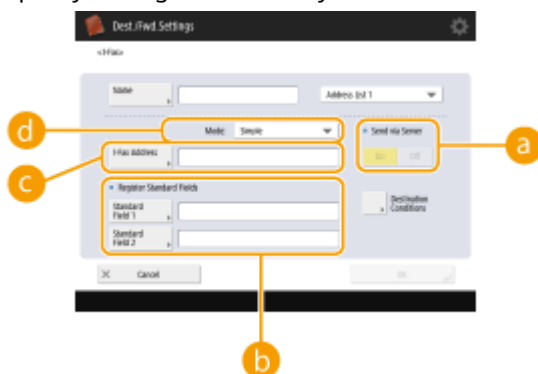 Dest./Fwd.Settings
<I-Fax>
Name
Address List 1
Mode: Simple
Send via Server
On Off
d
a
I-Fax Address
c
Register Standard Fields
Standard Field 1
Destination Conditions
Standard Field 2
Cancel
OK
b